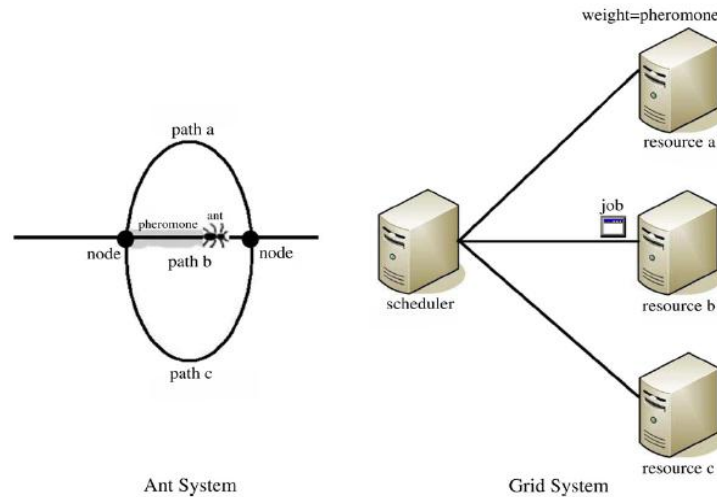 path a
pheromone
ant
node
path b
node
path c
Ant System
weight=pheromone
resource a
job
scheduler
resource b
resource c
Grid System